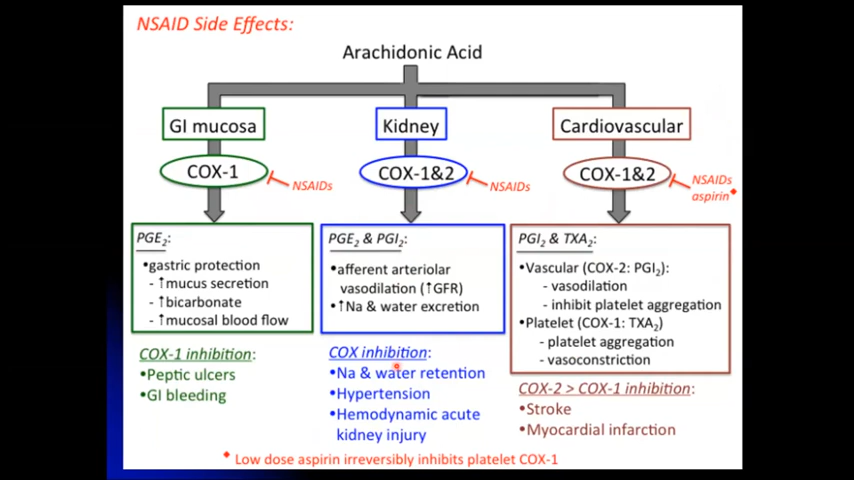 NSAID Side Effects:
Arachidonic Acid
GI mucosa
COX-1
NSAIDs
PGE2:
•gastric protection
- ↑mucus secretion
- ↑bicarbonate
- ↑mucosal blood flow
COX-1 inhibition:
•Peptic ulcers
•GI bleeding
Kidney
COX-1&2
NSAIDs
PGE2 & PGI2:
•afferent arteriolar
vasodilation (↑GFR)
•↑Na & water excretion
COX inhibition:
•Na & water retention
•Hypertension
•Hemodynamic acute
kidney injury
Cardiovascular
COX-1&2
NSAIDs
aspirin♦
PGI2 & TXA2:
•Vascular (COX-2: PGI2):
- vasodilation
- inhibit platelet aggregation
•Platelet (COX-1: TXA2)
- platelet aggregation
- vasoconstriction
COX-2 > COX-1 inhibition:
•Stroke
•Myocardial infarction
♦ Low dose aspirin irreversibly inhibits platelet COX-1